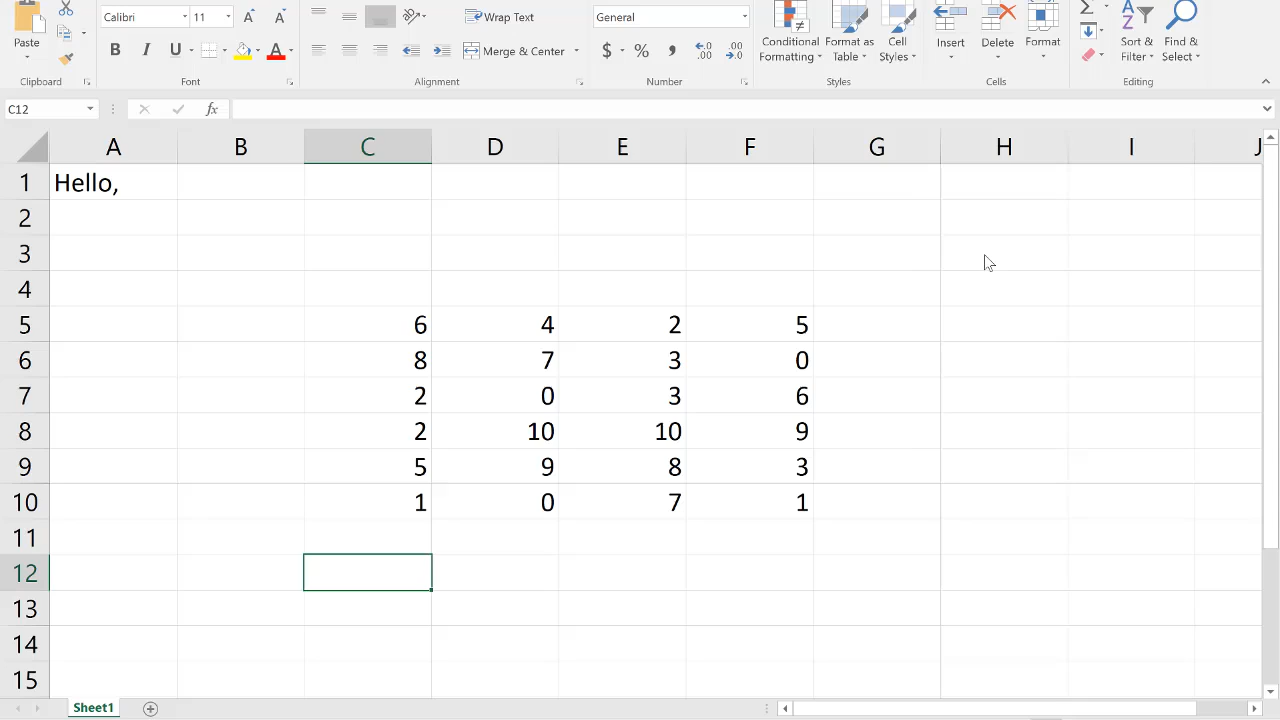 Calibri 11 Wrap Text General
Paste B I U Merge & Center $ % , .0 .00 Conditional Formatting Format as Table Cell Styles Insert Delete Format Sort & Filter Find & Select
Clipboard Font Alignment Number Styles Cells Editing
C12 fx
A B C D E F G H I J
1 Hello,
2
3
4
5 6 4 2 5
6 8 7 3 0
7 2 0 3 6
8 2 10 10 9
9 5 9 8 3
10 1 0 7 1
11
12
13
14
15
Sheet1